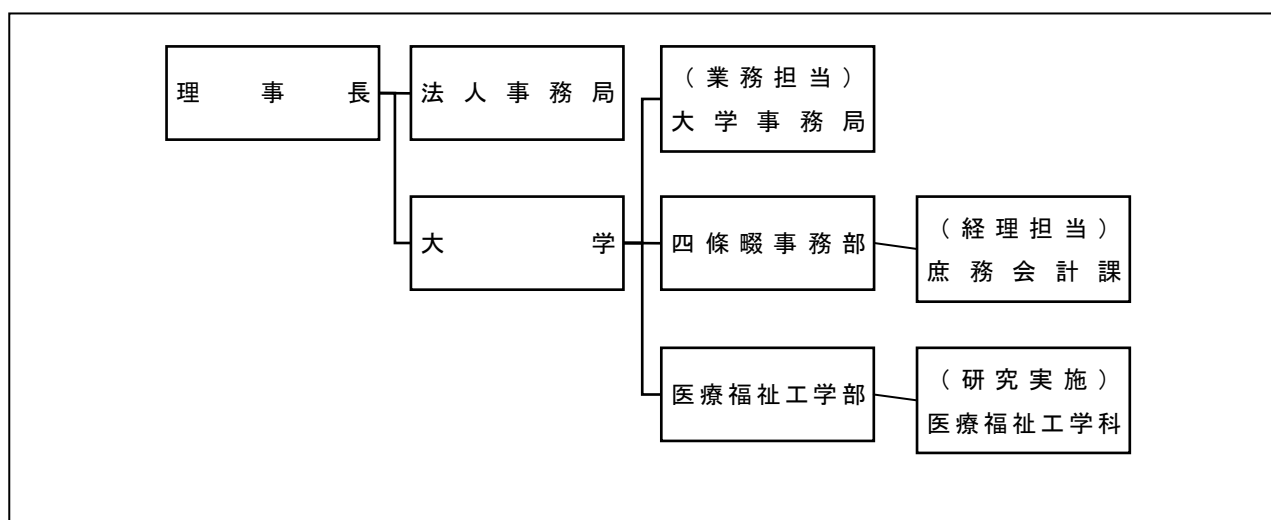 理事長
法人事務局
（業務担当）
大学事務局
大学
四條畷事務部
（経理担当）
庶務会計課
医療福祉工学部
（研究実施）
医療福祉工学科